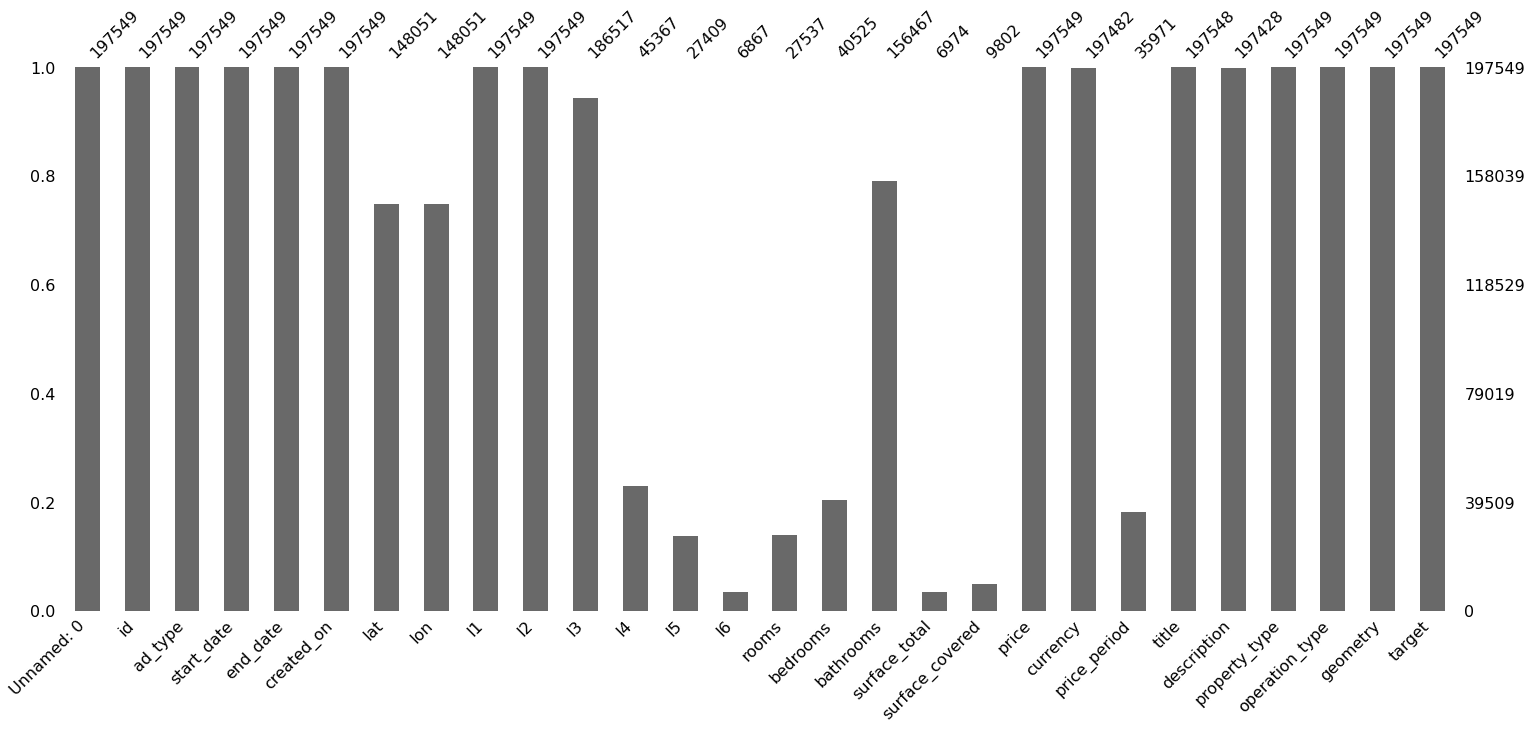 197549
197549
197549
197549
197549
197549
148051
148051
197549
197549
186517
45367
27409
6867
27537
40525
156467
6974
9802
197549
197482
35971
197548
197428
197549
197549
197549
197549
1.0
197549
0.8
158039
0.6
118529
0.4
79019
0.2
39509
0.0
0
Unnamed: 0
id
ad_type
start_date
end_date
created_on
lat
lon
l1
l2
l3
l4
l5
l6
rooms
bedrooms
bathrooms
surface_total
surface_covered
price
currency
price_period
title
description
property_type
operation_type
geometry
target